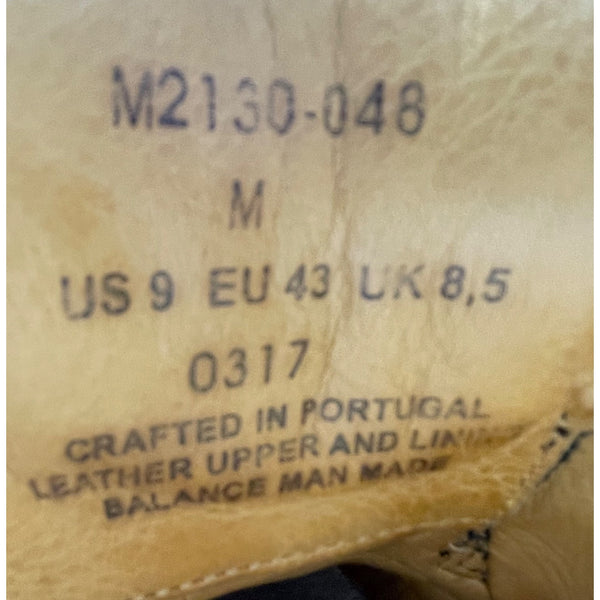 M2130-048
M
US 9 EU 43 UK 8,5
0317
CRAFTED IN PORTUGAL
LEATHER UPPER AND LINING
BALANCE MAN MADE